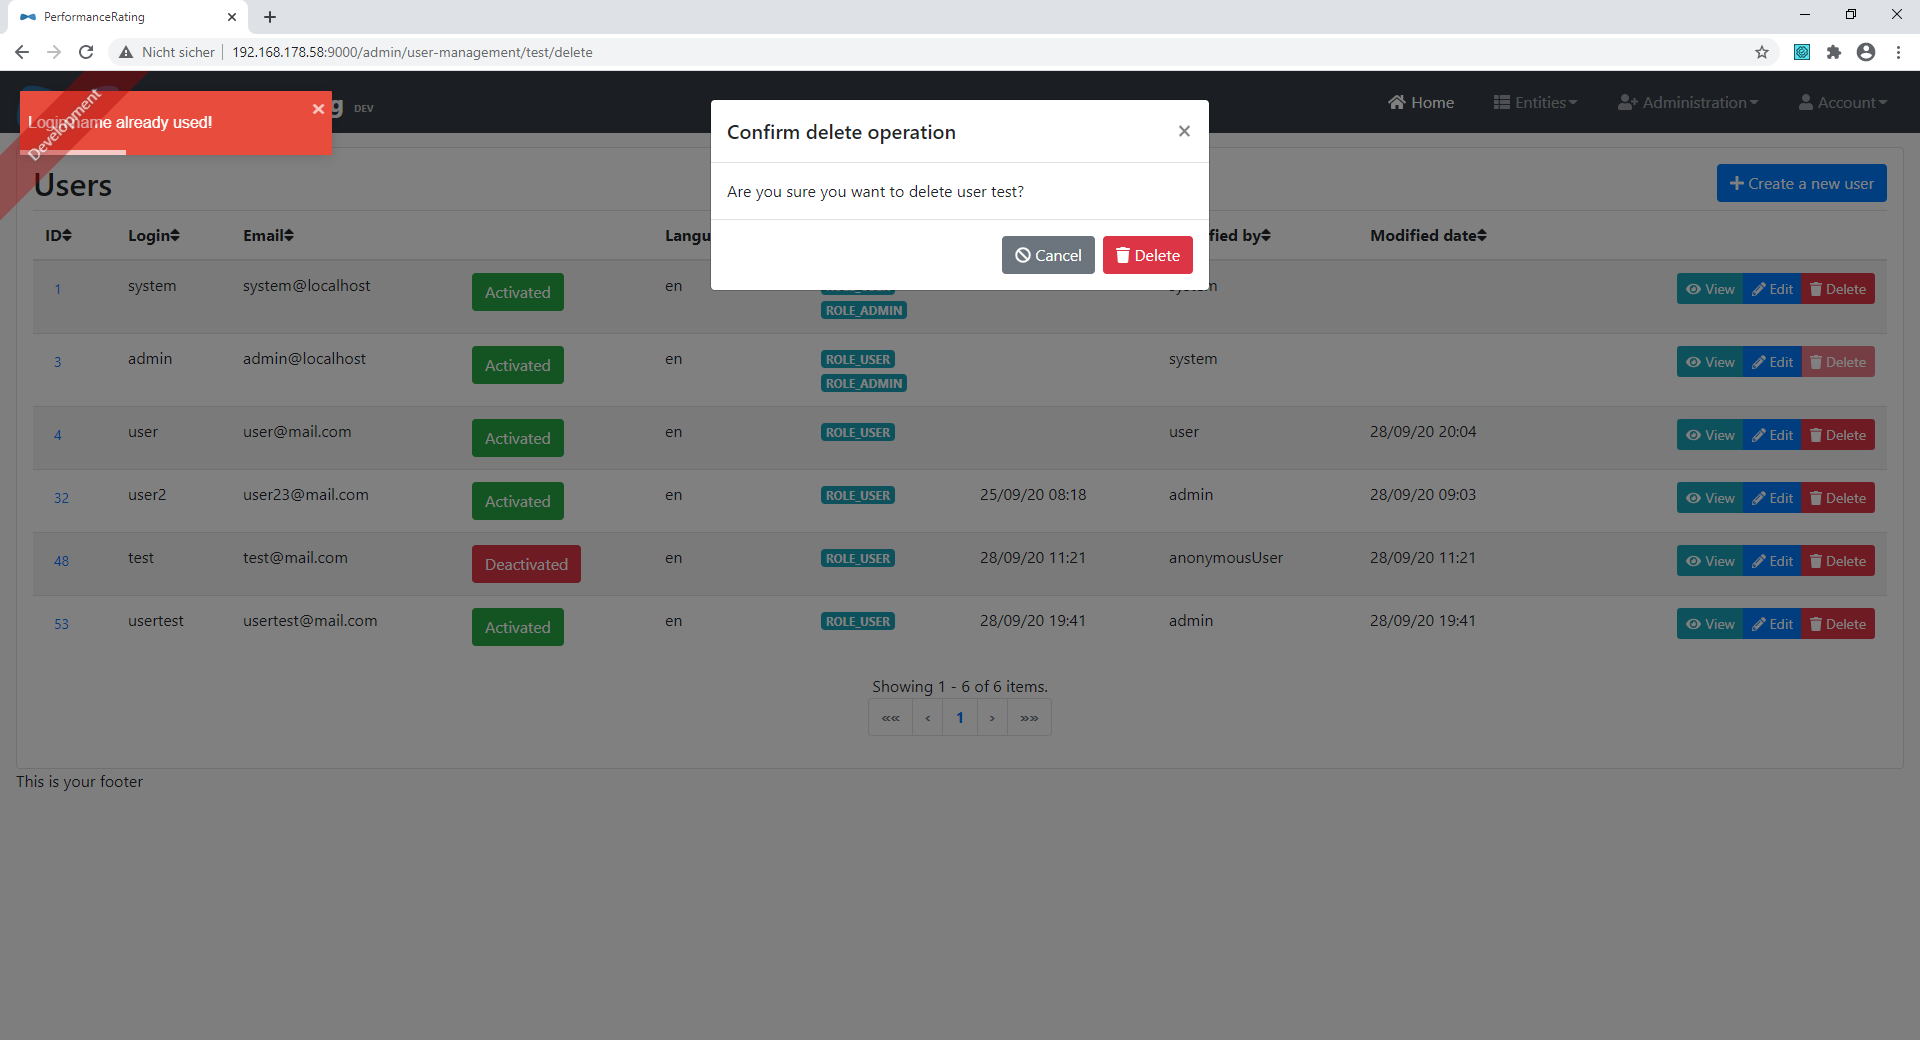 PerformanceRating
Nicht sicher 192.168.178.58:9000/admin/user-management/test/delete
g DEV
Home Entities Administration Account
Development
Login name already used!
Confirm delete operation
Are you sure you want to delete user test?
Cancel Delete
Users
Create a new user
ID Login Email Langu fied by Modified date
1 system system@localhost Activated en system View Edit Delete
ROLE_ADMIN
3 admin admin@localhost Activated en ROLE_USER system View Edit Delete
ROLE_ADMIN
4 user user@mail.com Activated en ROLE_USER user 28/09/20 20:04 View Edit Delete
32 user2 user23@mail.com Activated en ROLE_USER 25/09/20 08:18 admin 28/09/20 09:03 View Edit Delete
48 test test@mail.com Deactivated en ROLE_USER 28/09/20 11:21 anonymousUser 28/09/20 11:21 View Edit Delete
53 usertest usertest@mail.com Activated en ROLE_USER 28/09/20 19:41 admin 28/09/20 19:41 View Edit Delete
Showing 1 - 6 of 6 items.
«« ‹ 1 › »»
This is your footer